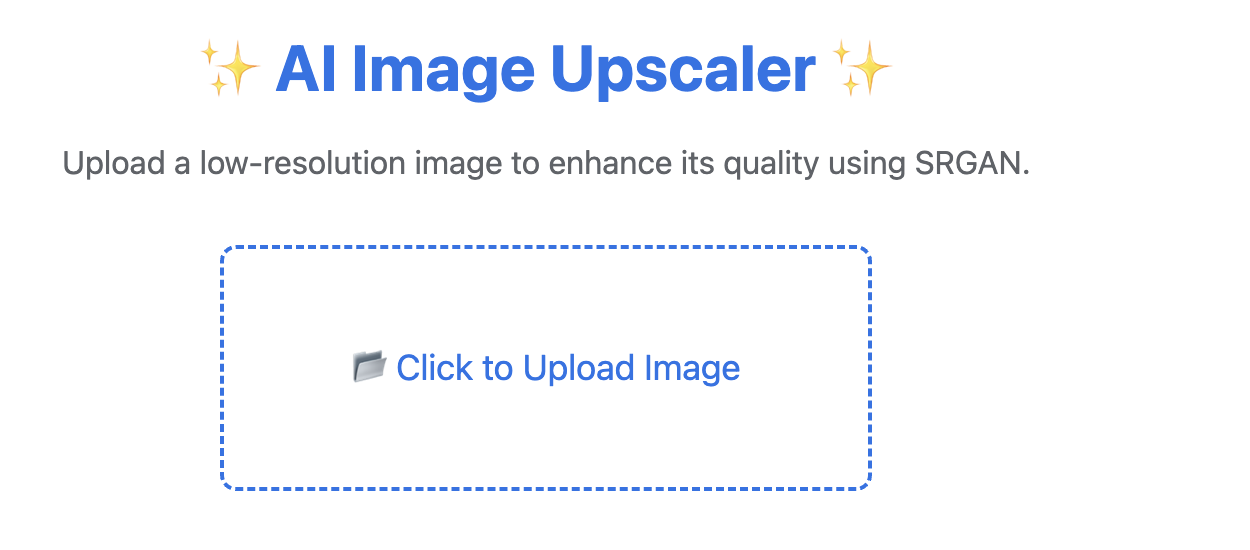 ✨ AI Image Upscaler ✨
Upload a low-resolution image to enhance its quality using SRGAN.
📁 Click to Upload Image